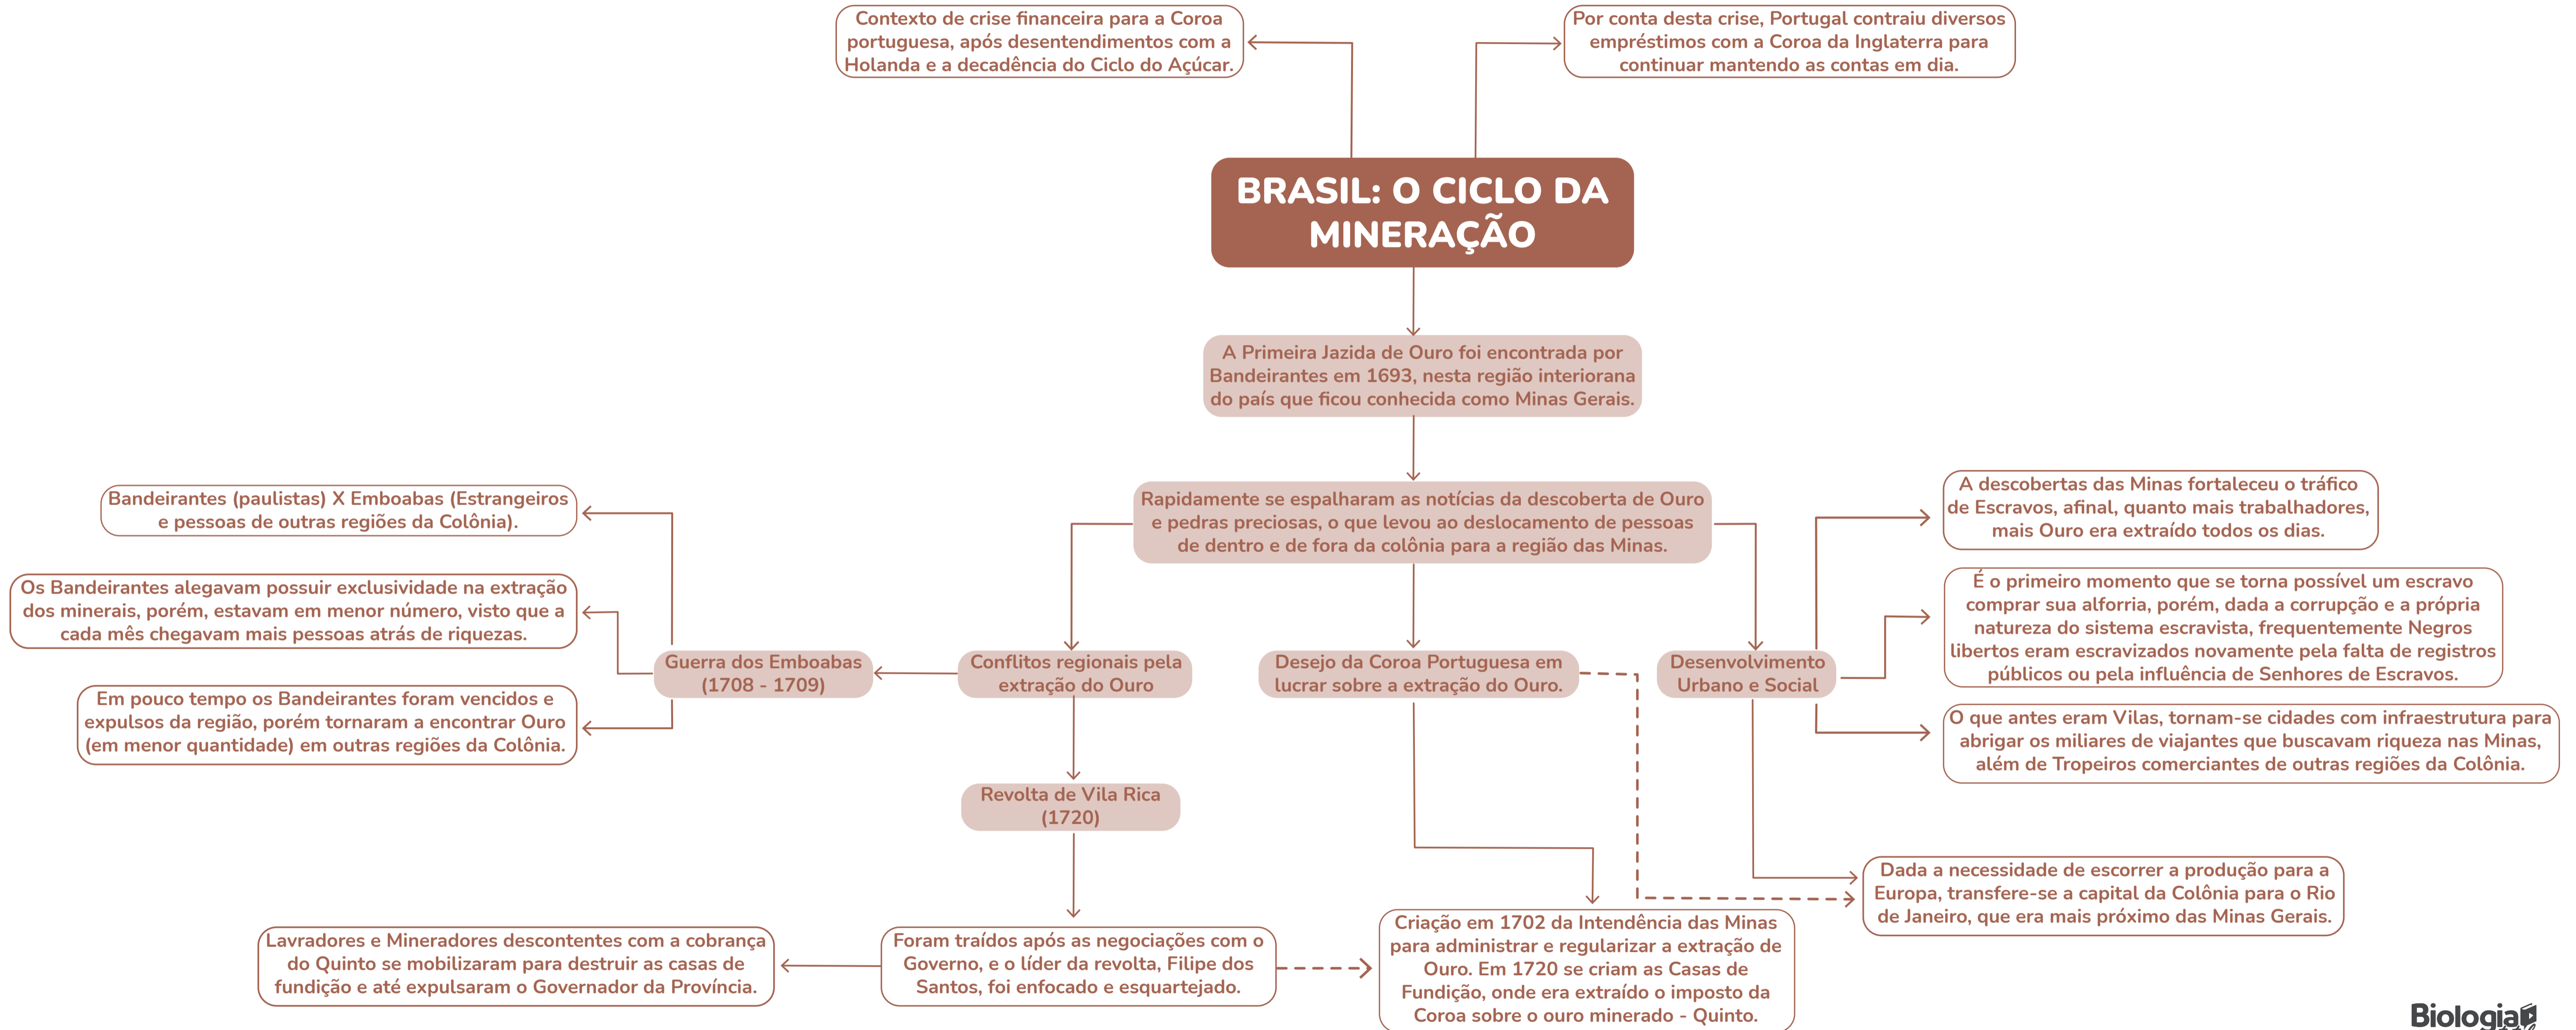 Contexto de crise financeira para a Coroa
portuguesa, após desentendimentos com a
Holanda e a decadência do Ciclo do Açúcar.
Por conta desta crise, Portugal contraiu diversos
empréstimos com a Coroa da Inglaterra para
continuar mantendo as contas em dia.
BRASIL: O CICLO DA
MINERAÇÃO
A Primeira Jazida de Ouro foi encontrada por
Bandeirantes em 1693, nesta região interiorana
do país que ficou conhecida como Minas Gerais.
Rapidamente se espalharam as notícias da descoberta de Ouro
e pedras preciosas, o que levou ao deslocamento de pessoas
de dentro e de fora da colônia para a região das Minas.
Bandeirantes (paulistas) X Emboabas (Estrangeiros
e pessoas de outras regiões da Colônia).
Os Bandeirantes alegavam possuir exclusividade na extração
dos minerais, porém, estavam em menor número, visto que a
cada mês chegavam mais pessoas atrás de riquezas.
Em pouco tempo os Bandeirantes foram vencidos e
expulsos da região, porém tornaram a encontrar Ouro
(em menor quantidade) em outras regiões da Colônia.
Guerra dos Emboabas
(1708 - 1709)
Conflitos regionais pela
extração do Ouro
Desejo da Coroa Portuguesa em
lucrar sobre a extração do Ouro.
Desenvolvimento
Urbano e Social
A descobertas das Minas fortaleceu o tráfico
de Escravos, afinal, quanto mais trabalhadores,
mais Ouro era extraído todos os dias.
É o primeiro momento que se torna possível um escravo
comprar sua alforria, porém, dada a corrupção e a própria
natureza do sistema escravista, frequentemente Negros
libertos eram escravizados novamente pela falta de registros
públicos ou pela influência de Senhores de Escravos.
O que antes eram Vilas, tornam-se cidades com infraestrutura para
abrigar os miliares de viajantes que buscavam riqueza nas Minas,
além de Tropeiros comerciantes de outras regiões da Colônia.
Revolta de Vila Rica
(1720)
Dada a necessidade de escorrer a produção para a
Europa, transfere-se a capital da Colônia para o Rio
de Janeiro, que era mais próximo das Minas Gerais.
Lavradores e Mineradores descontentes com a cobrança
do Quinto se mobilizaram para destruir as casas de
fundição e até expulsaram o Governador da Província.
Foram traídos após as negociações com o
Governo, e o líder da revolta, Filipe dos
Santos, foi enfocado e esquartejado.
Criação em 1702 da Intendência das Minas
para administrar e regularizar a extração de
Ouro. Em 1720 se criam as Casas de
Fundição, onde era extraído o imposto da
Coroa sobre o ouro minerado - Quinto.
Biologia